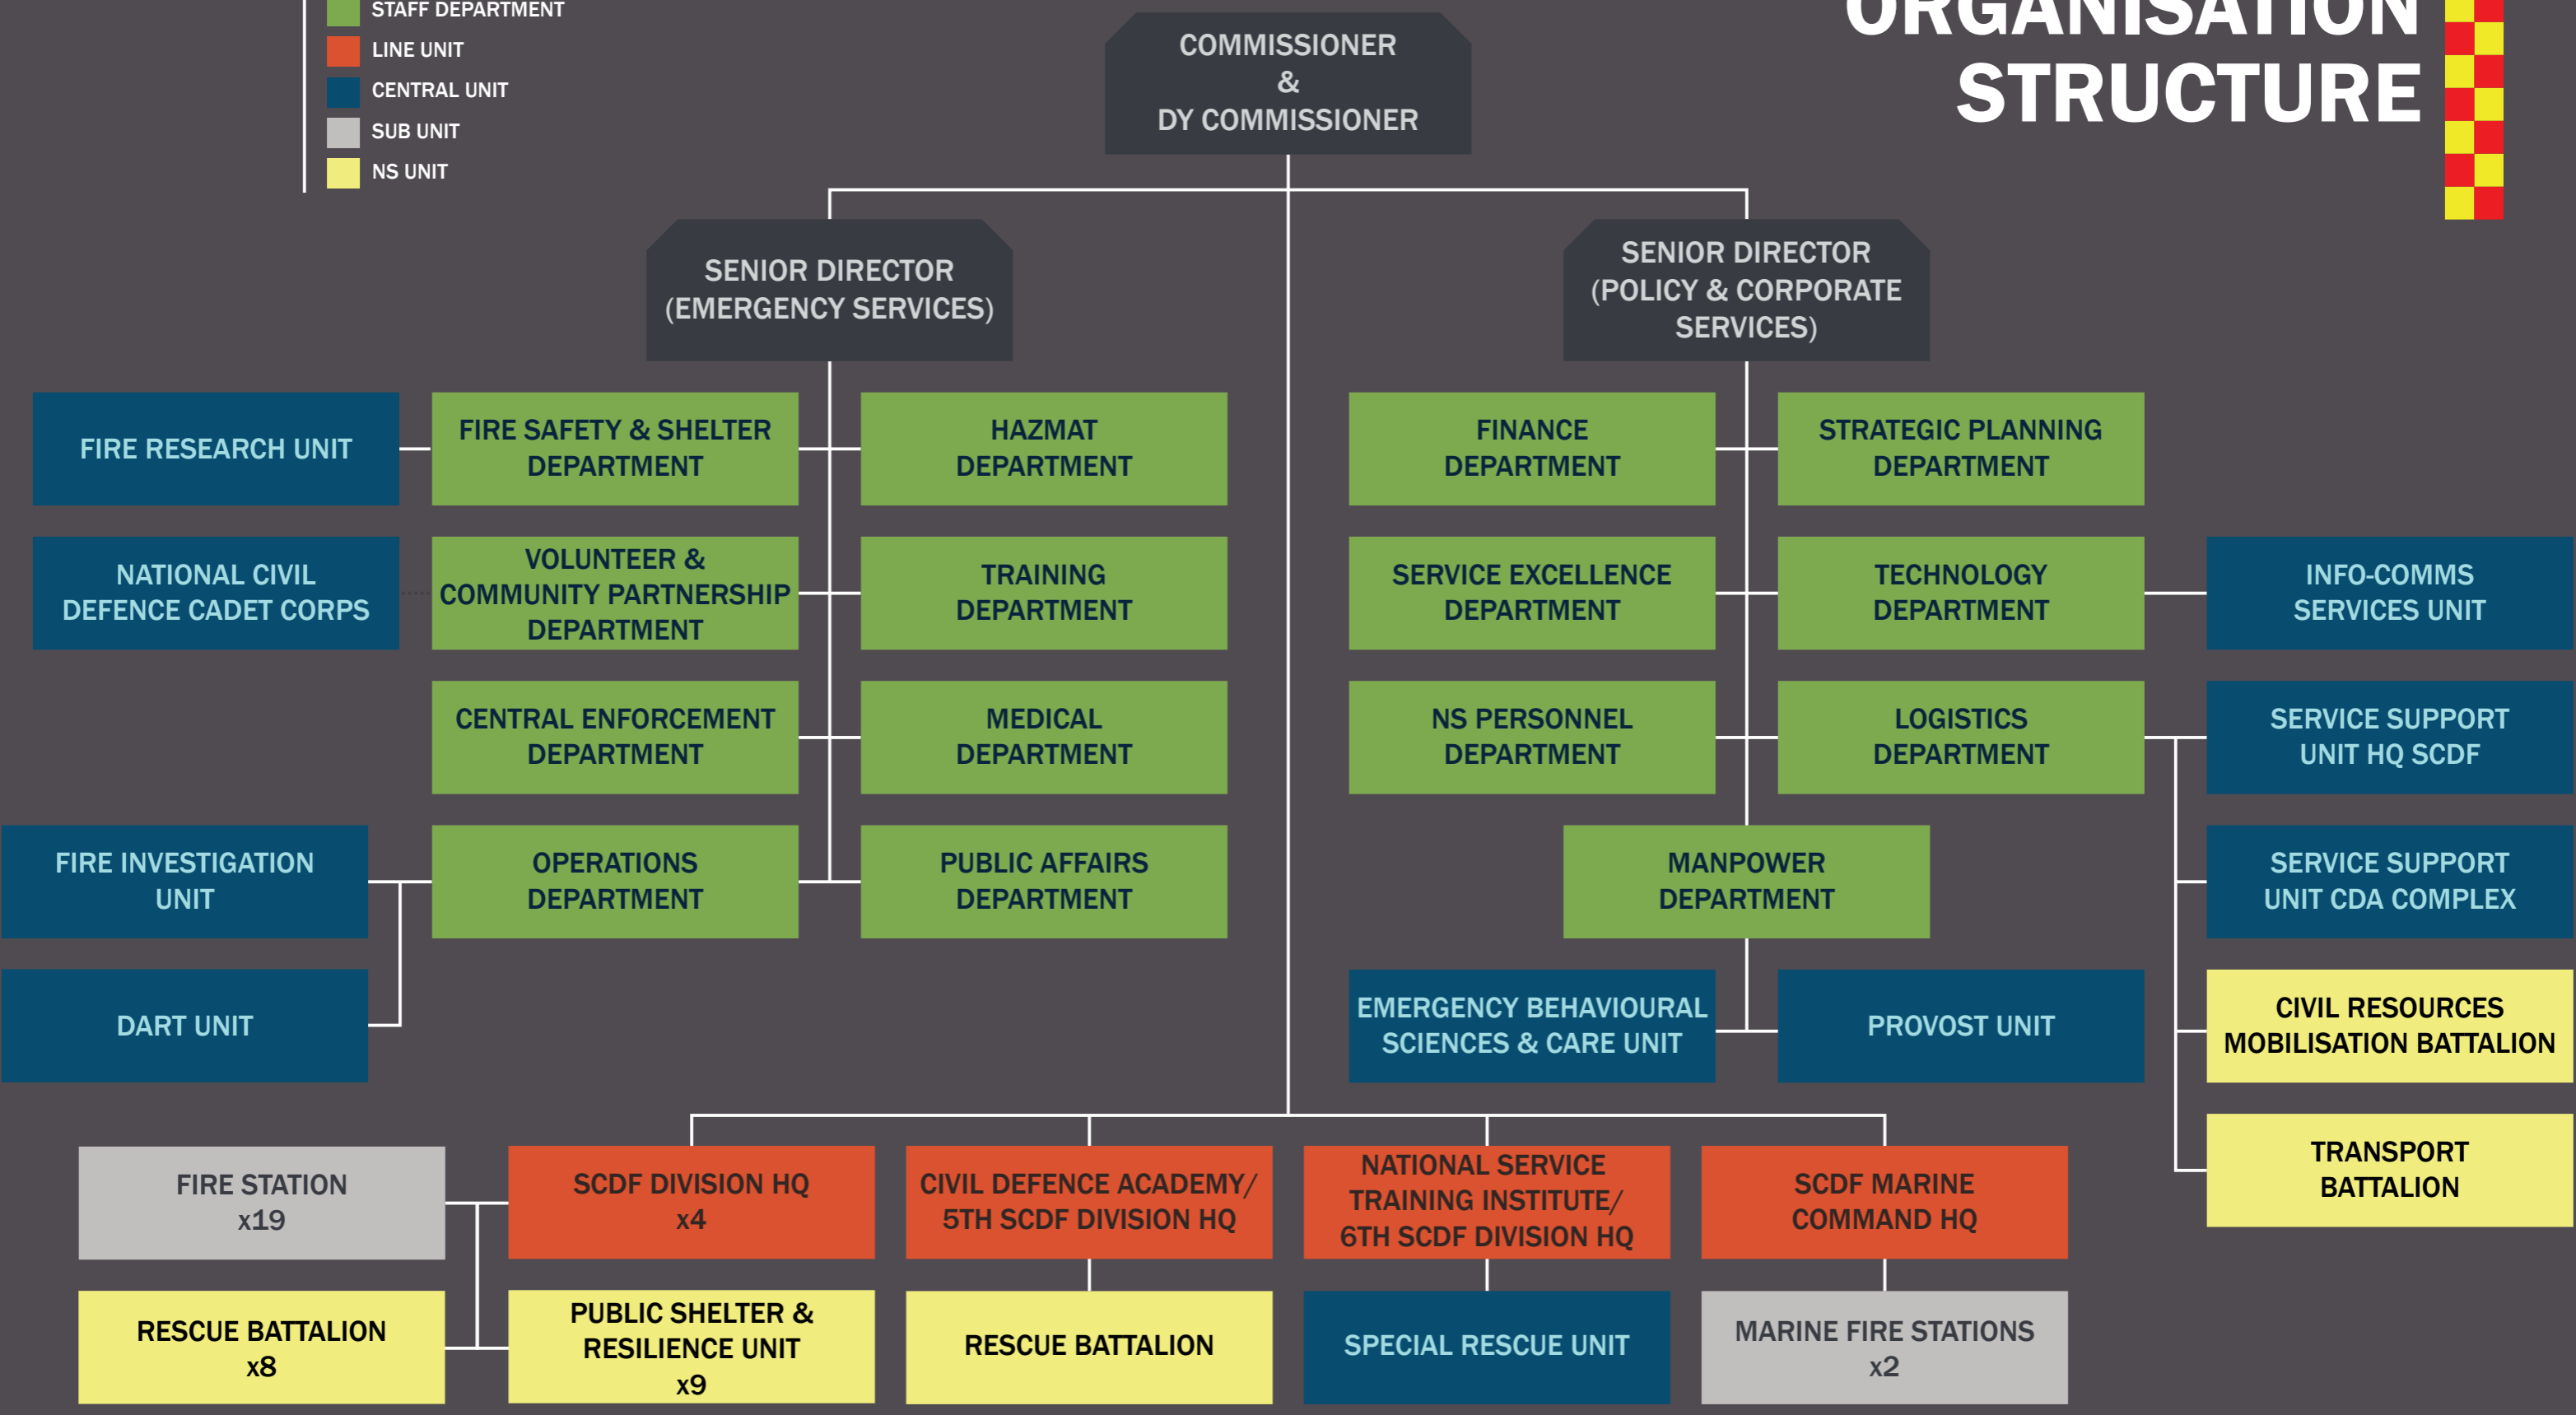 STAFF DEPARTMENT
LINE UNIT
CENTRAL UNIT
SUB UNIT
NS UNIT
ORGANISATION
STRUCTURE
COMMISSIONER
&
DY COMMISSIONER
SENIOR DIRECTOR
(EMERGENCY SERVICES)
SENIOR DIRECTOR
(POLICY & CORPORATE
SERVICES)
FIRE RESEARCH UNIT
FIRE SAFETY & SHELTER
DEPARTMENT
HAZMAT
DEPARTMENT
FINANCE
DEPARTMENT
STRATEGIC PLANNING
DEPARTMENT
NATIONAL CIVIL
DEFENCE CADET CORPS
VOLUNTEER &
COMMUNITY PARTNERSHIP
DEPARTMENT
TRAINING
DEPARTMENT
SERVICE EXCELLENCE
DEPARTMENT
TECHNOLOGY
DEPARTMENT
INFO-COMMS
SERVICES UNIT
CENTRAL ENFORCEMENT
DEPARTMENT
MEDICAL
DEPARTMENT
NS PERSONNEL
DEPARTMENT
LOGISTICS
DEPARTMENT
SERVICE SUPPORT
UNIT HQ SCDF
FIRE INVESTIGATION
UNIT
OPERATIONS
DEPARTMENT
PUBLIC AFFAIRS
DEPARTMENT
MANPOWER
DEPARTMENT
SERVICE SUPPORT
UNIT CDA COMPLEX
DART UNIT
EMERGENCY BEHAVIOURAL
SCIENCES & CARE UNIT
PROVOST UNIT
CIVIL RESOURCES
MOBILISATION BATTALION
FIRE STATION
x19
SCDF DIVISION HQ
x4
CIVIL DEFENCE ACADEMY/
5TH SCDF DIVISION HQ
NATIONAL SERVICE
TRAINING INSTITUTE/
6TH SCDF DIVISION HQ
SCDF MARINE
COMMAND HQ
TRANSPORT
BATTALION
RESCUE BATTALION
x8
PUBLIC SHELTER &
RESILIENCE UNIT
x9
RESCUE BATTALION
SPECIAL RESCUE UNIT
MARINE FIRE STATIONS
x2